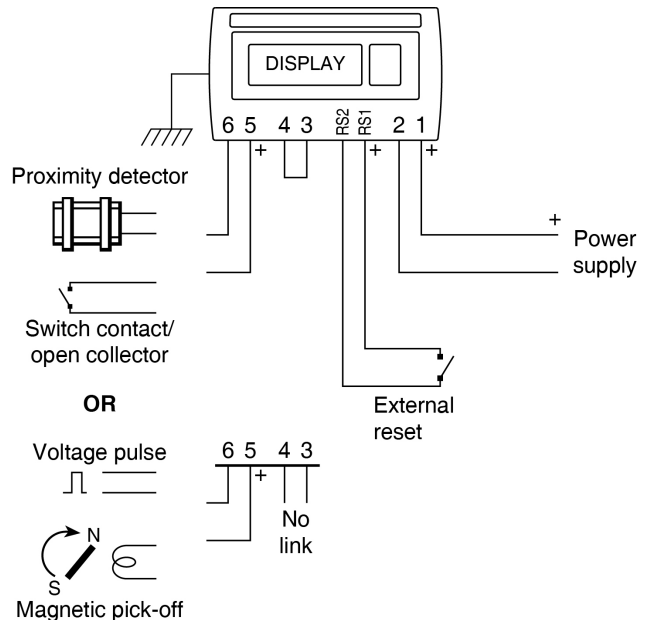 DISPLAY
6 5 4 3 RS2 RS1 2 1
+ + +
Proximity detector
+
Power
supply
Switch contact/
open collector
OR
External
reset
Voltage pulse
6 5 4 3
+
No
link
N
S
Magnetic pick-off